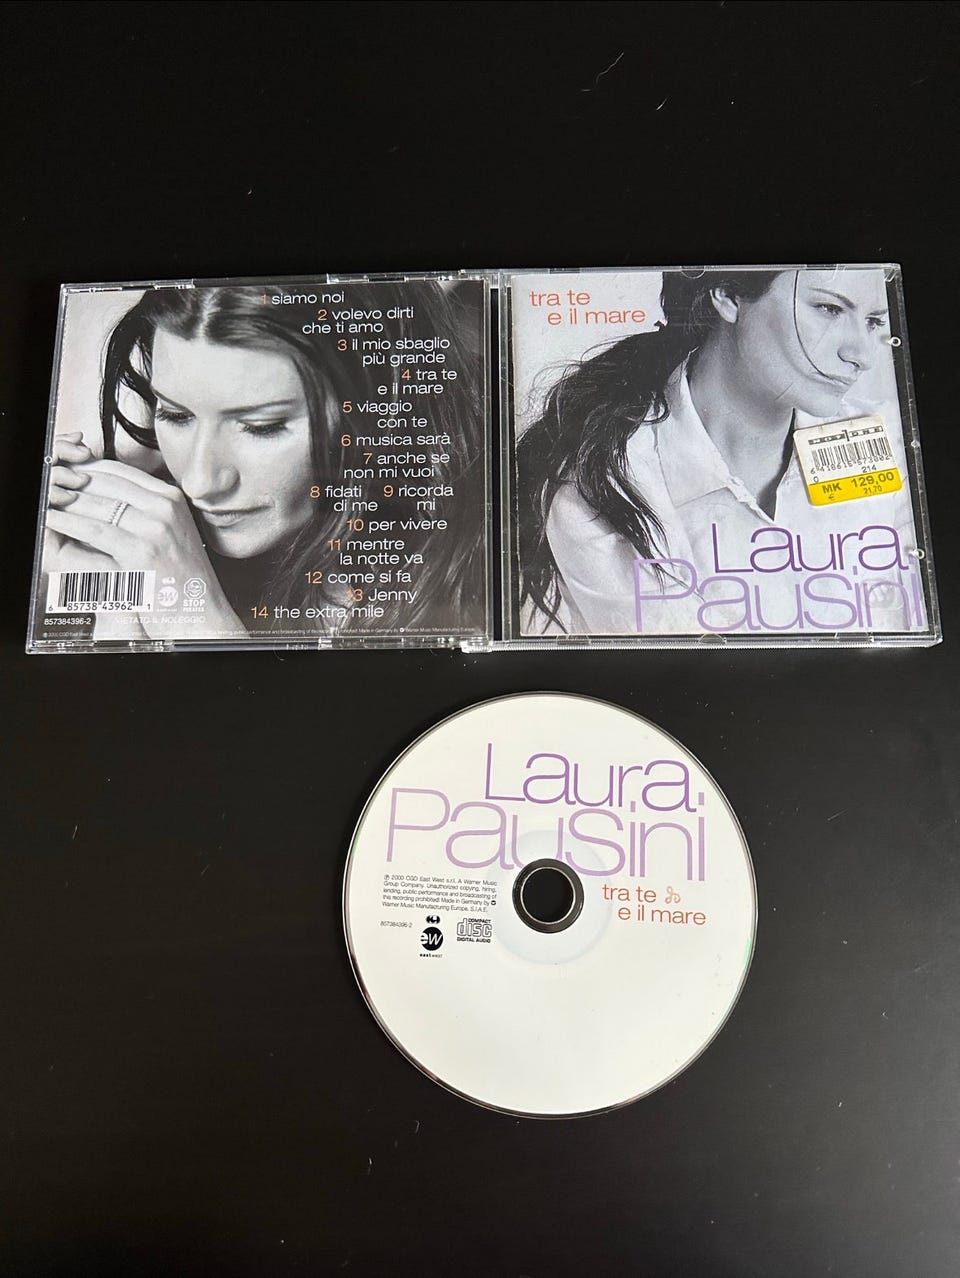 1 siamo noi
2 volevo dirti
che ti amo
3 il mio sbaglio
più grande
4 tra te
e il mare
5 viaggio
con te
6 musica sarà
7 anche se
non mi vuoi
8 fidati
di me
9 ricorda
mi
10 per vivere
11 mentre
la notte va
12 come si fa
13 Jenny
14 the extra mile
6 85738 43962 1
857384396-2
ew
STOP
PIRATES
VIETATO IL NOLEGGIO
tra te
e il mare
214
MK 129,00
€ 21,70
Laura
Pausini
Laura
Pausini
tra te
e il mare
℗ 2000 CGD East West s.r.l. A Warner Music
Group Company. Unauthorized copying, hiring,
lending, public performance and broadcasting of
this recording prohibited! Made in Germany by
Warner Music Manufacturing Europe. S.I.A.E.
857384396-2
ew
eastwest
COMPACT
disc
DIGITAL AUDIO